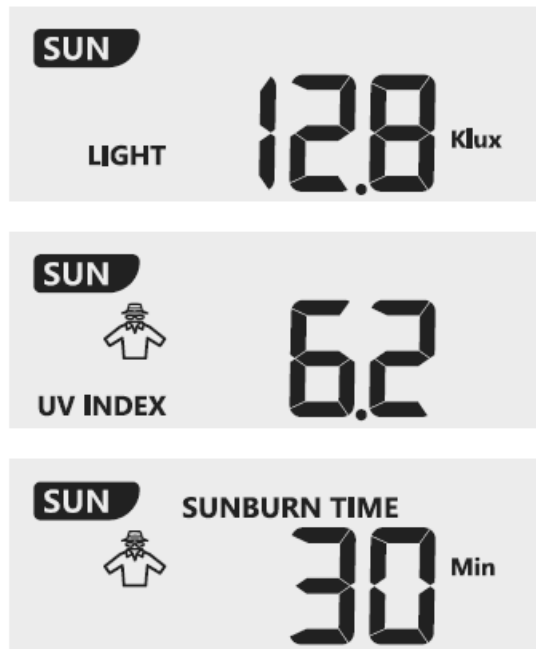 SUN
LIGHT 12.8 Klux
SUN
UV INDEX 6.2
SUN SUNBURN TIME
30 Min